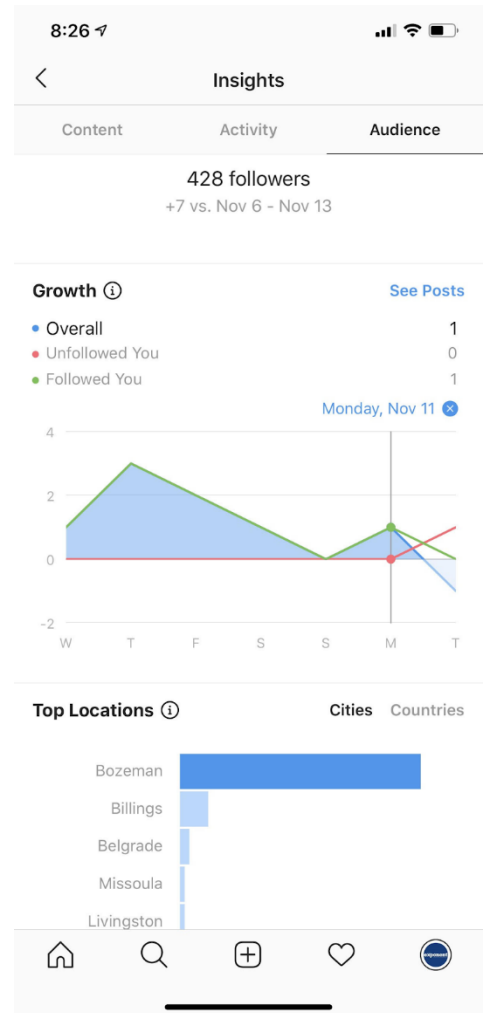 8:26
Insights
Content Activity Audience
428 followers
+7 vs. Nov 6 - Nov 13
Growth See Posts
Overall 1
Unfollowed You 0
Followed You 1
Monday, Nov 11
4
2
0
-2
W T F S S M T
Top Locations Cities Countries
Bozeman
Billings
Belgrade
Missoula
Livingston